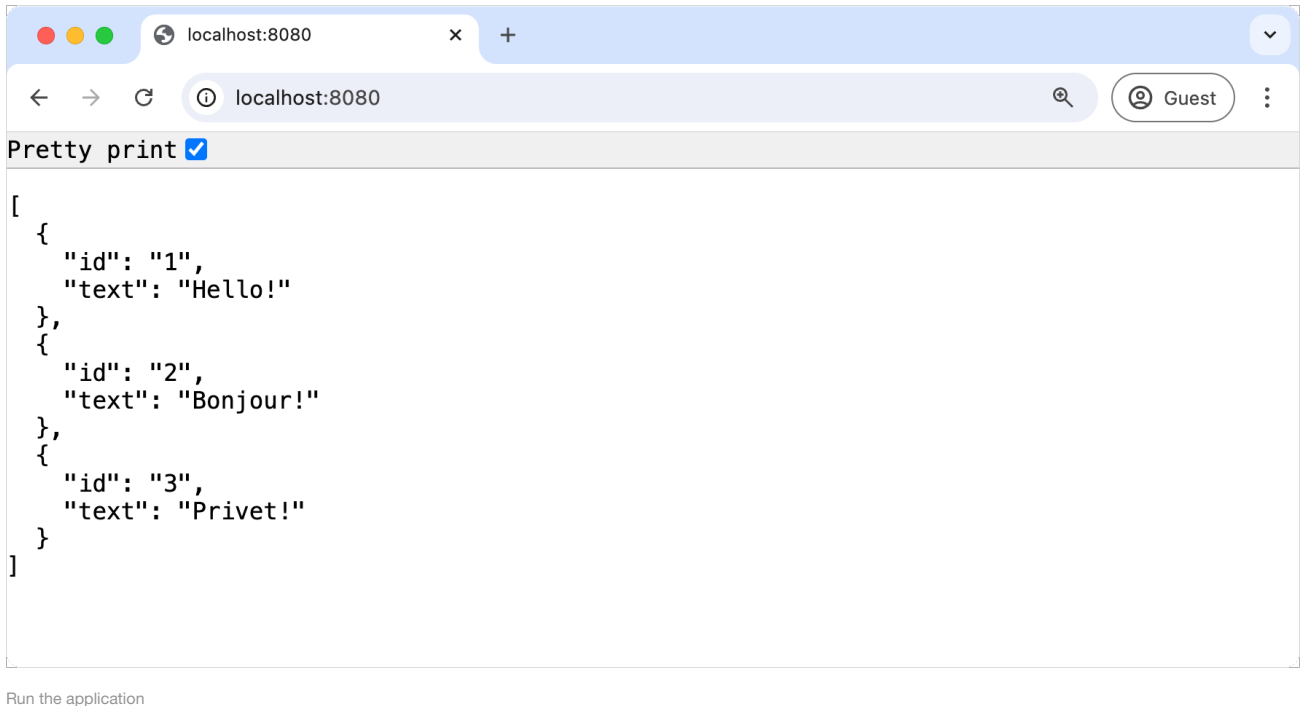 localhost:8080
localhost:8080
Guest
Pretty print
[
  {
    "id": "1",
    "text": "Hello!"
  },
  {
    "id": "2",
    "text": "Bonjour!"
  },
  {
    "id": "3",
    "text": "Privet!"
  }
]
Run the application